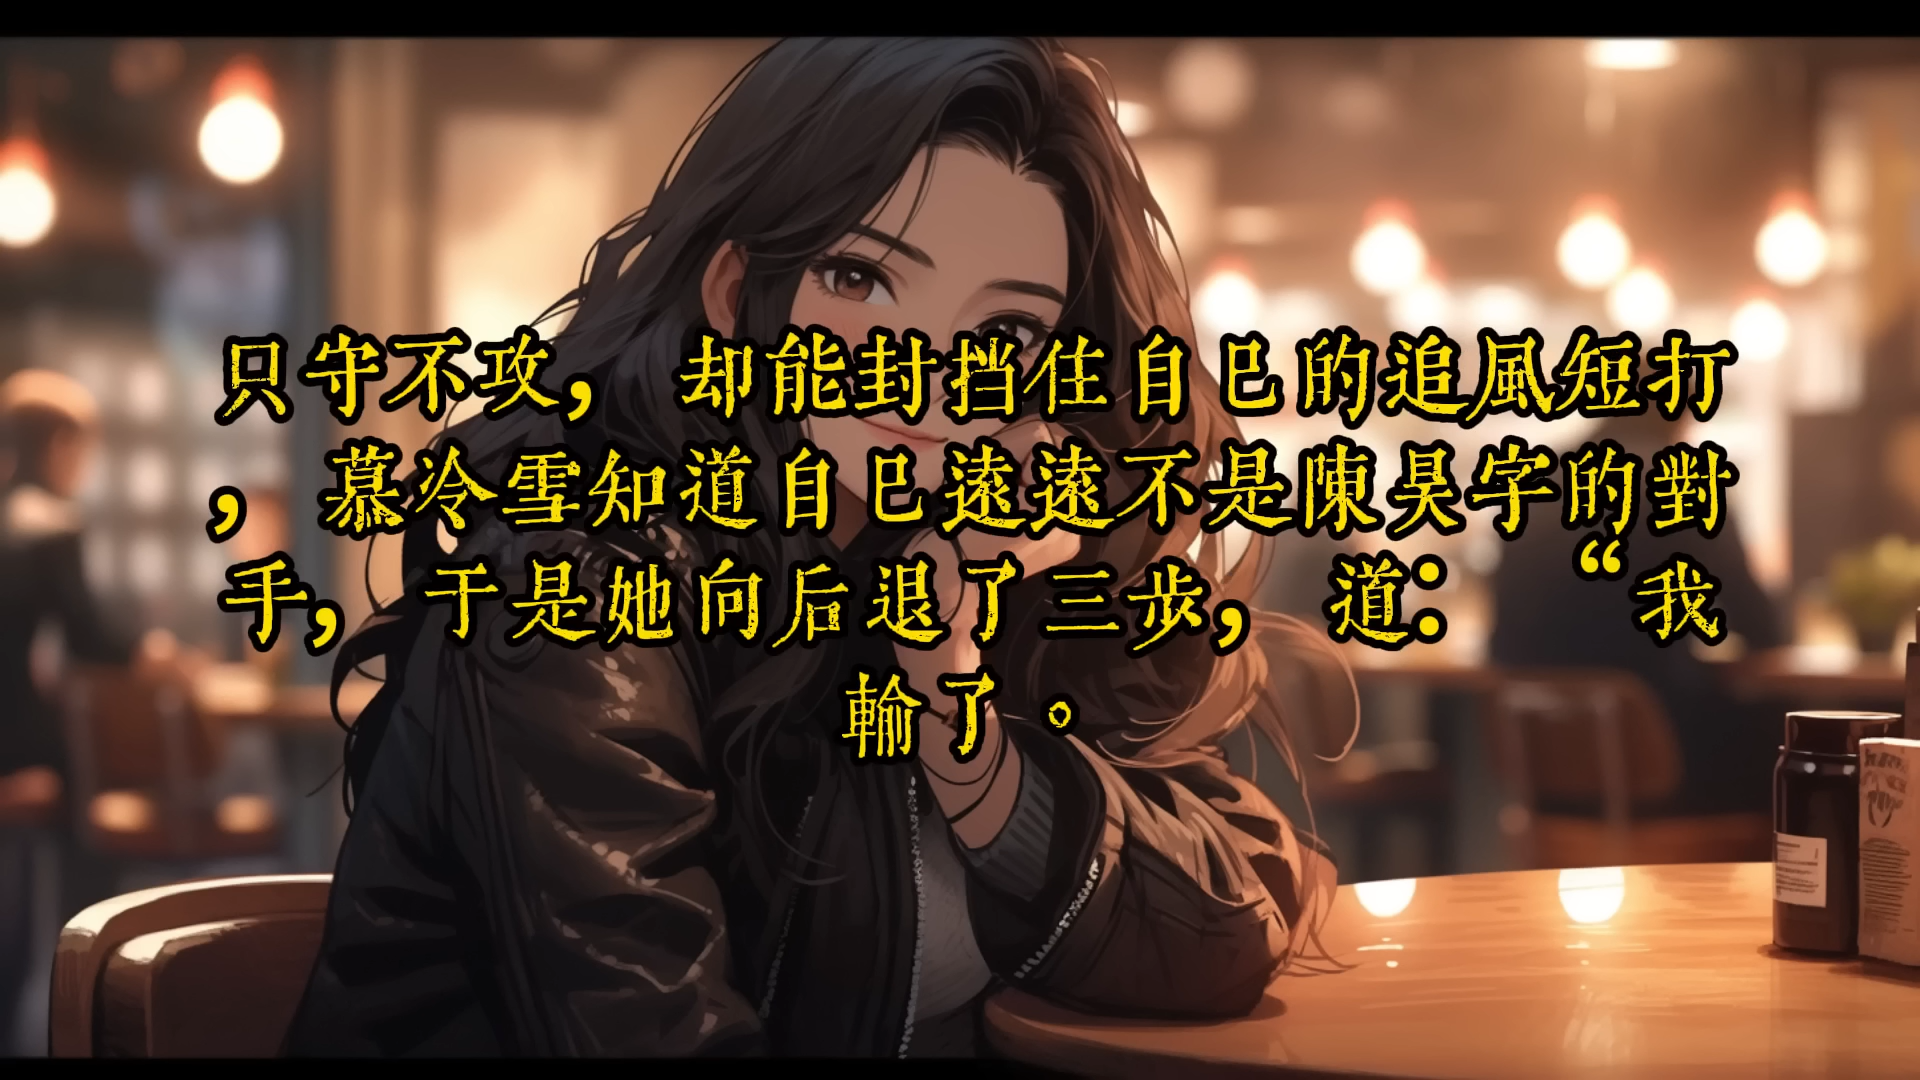 只守不攻，却能封挡住自已的追風短打
，慕冷雪知道自已遠遠不是陳昊宇的對
手，于是她向后退了三步，道：“我
輸了。